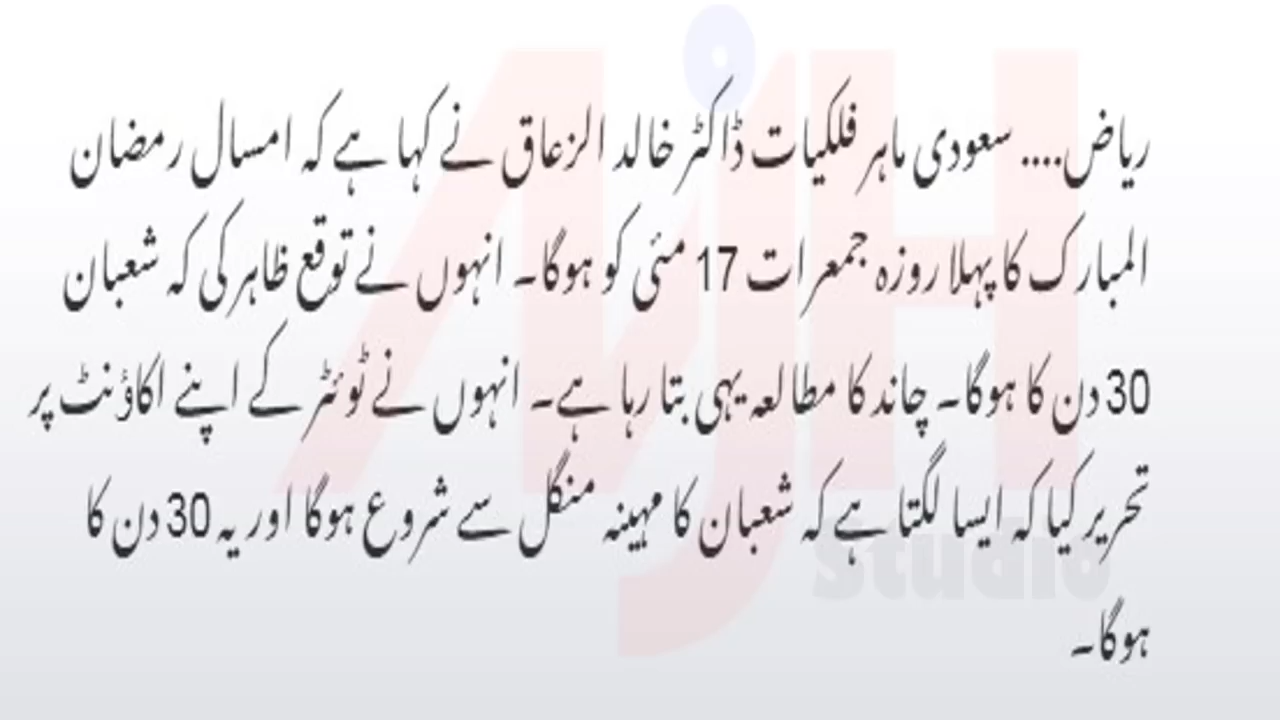 ریاض.... سعودی ماہر فلکیات ڈاکٹر خالد الزعاق نے کہا ہے کہ امسال رمضان
المبارک کا پہلا روزہ جمعرات 17 مئی کو ہوگا۔ انہوں نے توقع ظاہر کی کہ شعبان
30 دن کا ہوگا۔ چاند کا مطالعہ یہی بتا رہا ہے۔ انہوں نے ٹوئٹر کے اپنے اکاؤنٹ پر
تحریر کیا کہ ایسا لگتا ہے کہ شعبان کا مہینہ منگل سے شروع ہوگا اور یہ 30 دن کا
ہوگا۔
AJH
studio